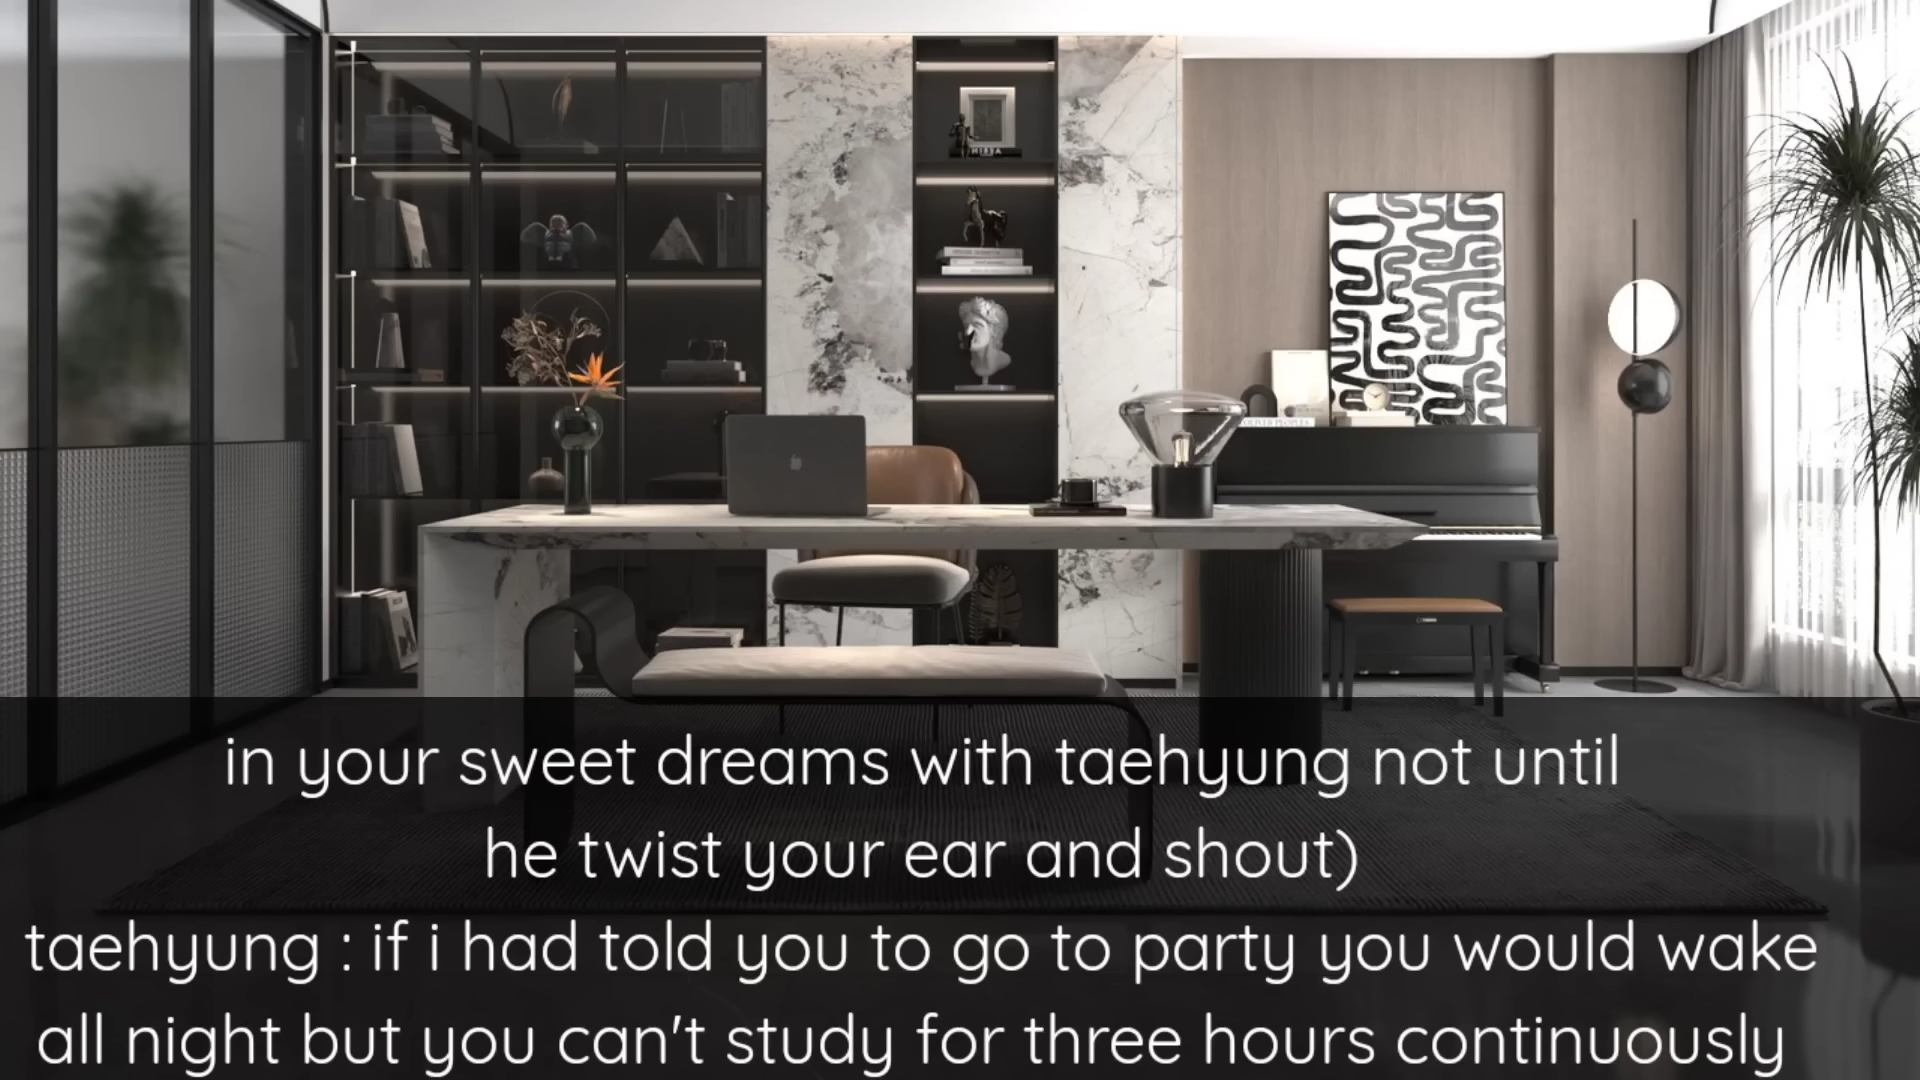 in your sweet dreams with taehyung not until
he twist your ear and shout)
taehyung : if i had told you to go to party you would wake
all night but you can't study for three hours continuously